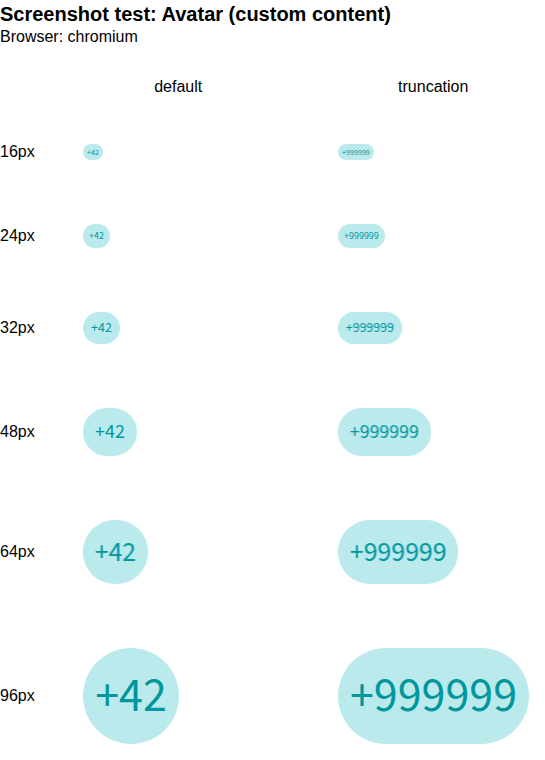 Screenshot test: Avatar (custom content)
Browser: chromium
default truncation
16px +42 +999999
24px +42 +999999
32px +42 +999999
48px +42 +999999
64px +42 +999999
96px +42 +999999